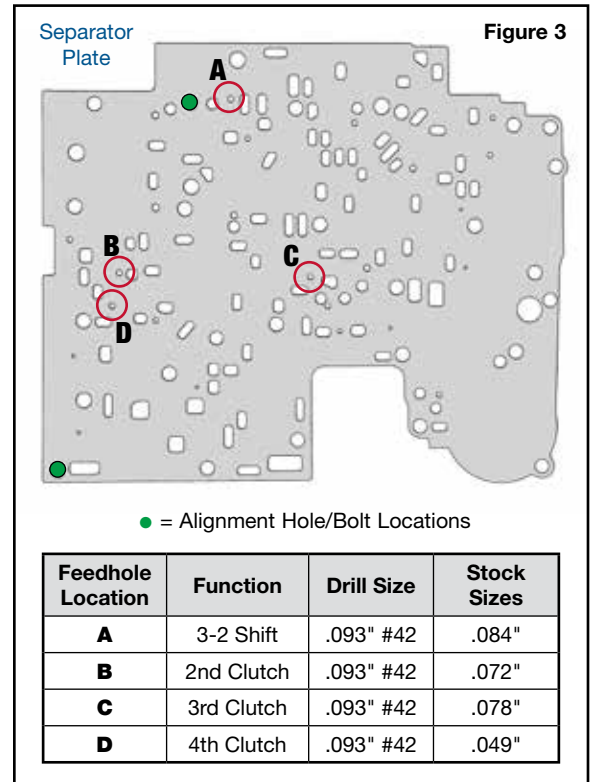 Separator
Plate
Figure 3
A
B
C
D
● = Alignment Hole/Bolt Locations
Feedhole Location Function Drill Size Stock Sizes
A 3-2 Shift .093" #42 .084"
B 2nd Clutch .093" #42 .072"
C 3rd Clutch .093" #42 .078"
D 4th Clutch .093" #42 .049"